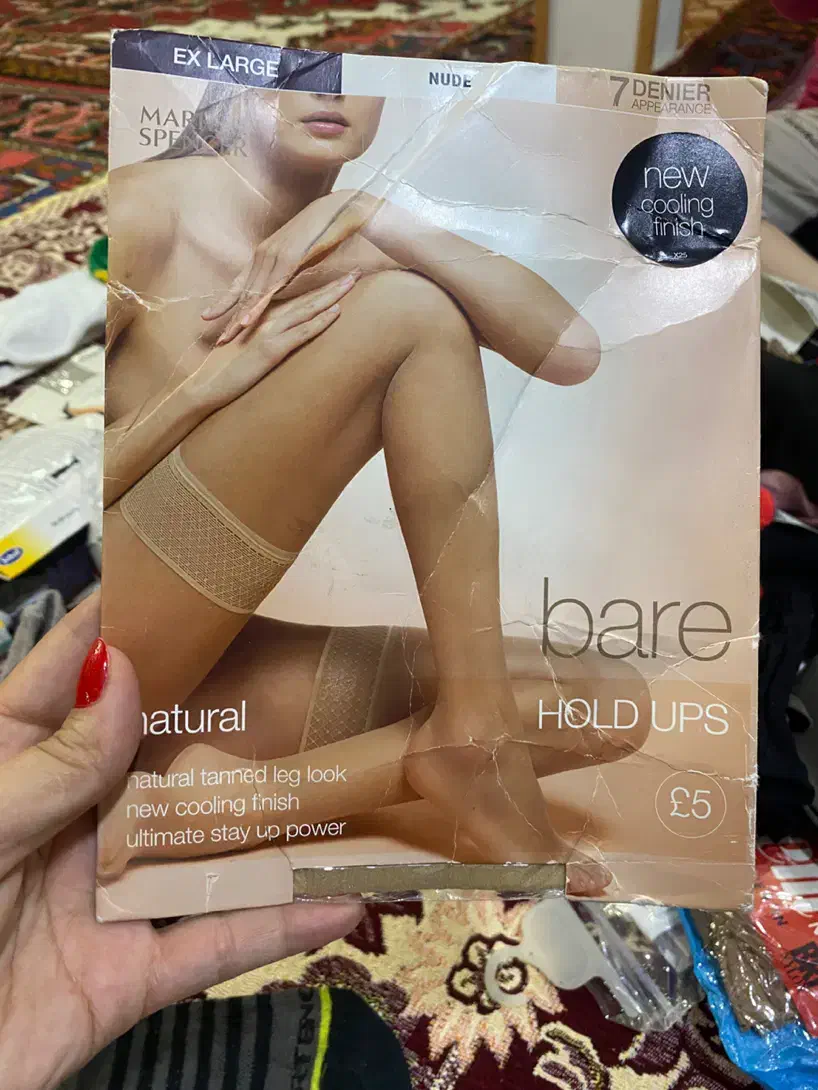 EX LARGE
NUDE
7 DENIER
APPEARANCE
SPENCER
new
cooling
finish
bare
natural
HOLD UPS
natural tanned leg look
new cooling finish
ultimate stay up power
£5